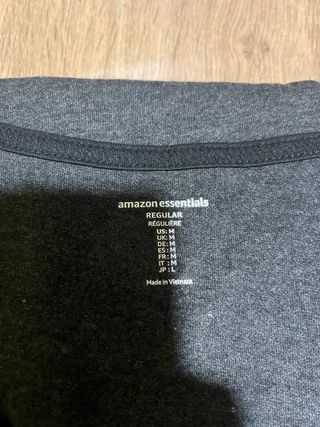 amazon essentials
REGULAR
RÉGULIÈRE
US: M
UK: M
DE: M
ES: M
FR: M
IT : M
JP : L
Made in Vietnam